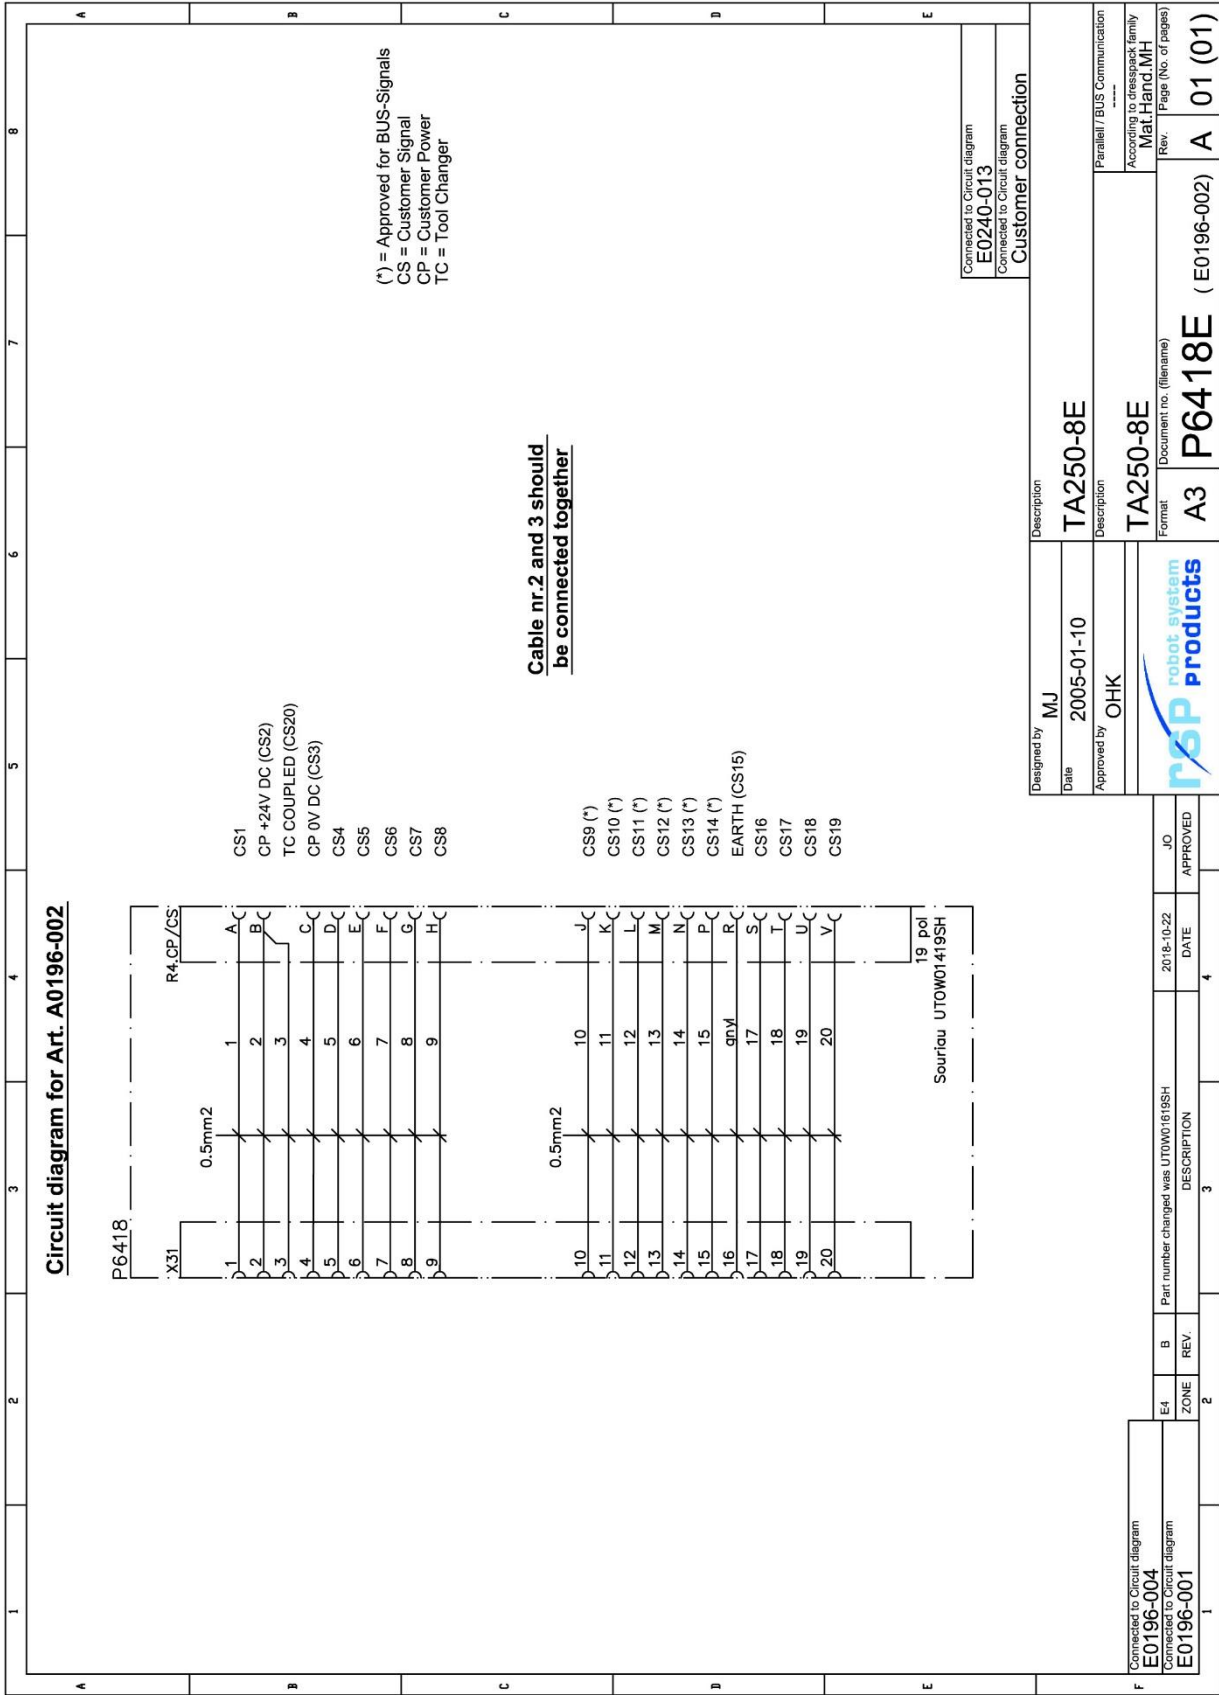 1 2 3 4 5 6 7 8
A A
B B
C C
D D
E E
F
Circuit diagram for Art. A0196-002
P6418
X31
R4.CP/CS
0.5mm2
1 1 A CS1
2 2 B CP +24V DC (CS2)
3 3 TC COUPLED (CS20)
4 4 C CP 0V DC (CS3)
5 5 D CS4
6 6 E CS5
7 7 F CS6
8 8 G CS7
9 9 H CS8
0.5mm2
10 10 J CS9 (*)
11 11 K CS10 (*)
12 12 L CS11 (*)
13 13 M CS12 (*)
14 14 N CS13 (*)
15 15 P CS14 (*)
16 gnyl R EARTH (CS15)
17 17 S CS16
18 18 T CS17
19 19 U CS18
20 20 V CS19
19 pol
Souriau UTOW01419SH
(*) = Approved for BUS-Signals
CS = Customer Signal
CP = Customer Power
TC = Tool Changer
Cable nr.2 and 3 should
be connected together
Connected to Circuit diagram
E0240-013
Connected to Circuit diagram
Customer connection
Connected to Circuit diagram
E0196-004
Connected to Circuit diagram
E0196-001
E4 B Part number changed was UT0W01619SH 2018-10-22 JO
ZONE REV. DESCRIPTION DATE APPROVED
Designed by
MJ
Date
2005-01-10
Approved by
OHK
rsp robot system
products
Description
TA250-8E
Description
TA250-8E
Parallell / BUS Communication
----
According to dresspack family
Mat.Hand.MH
Format
A3
Document no. (filename)
P6418E ( E0196-002)
Rev.
A
Page (No. of pages)
01 (01)
1 2 3 4